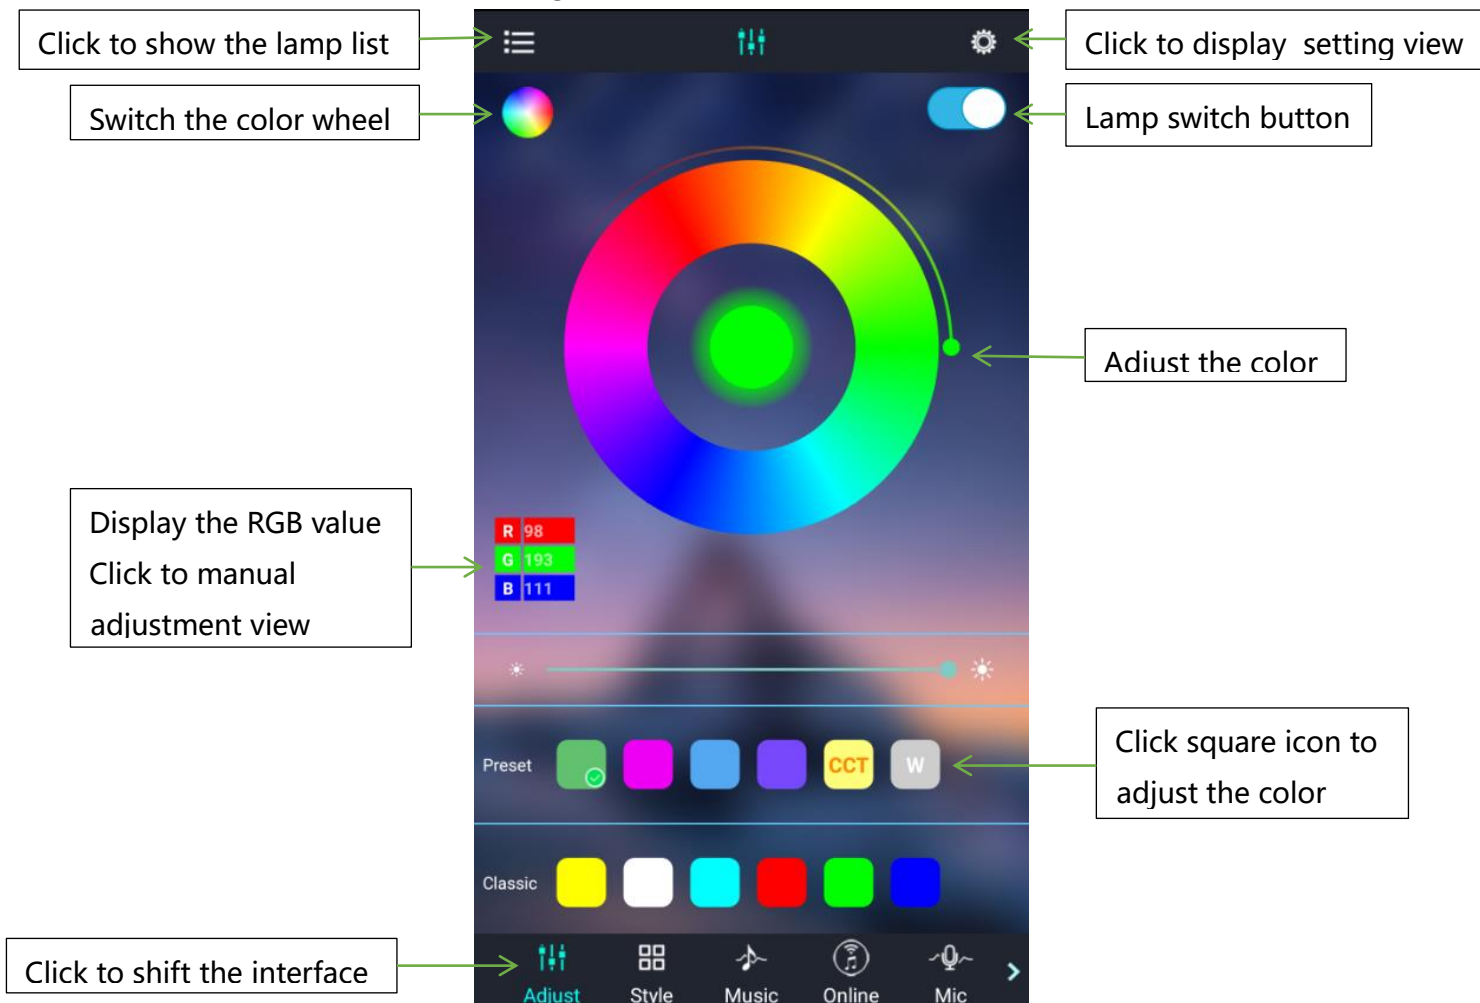 Click to show the lamp list
Click to display setting view
Switch the color wheel
Lamp switch button
Adjust the color
Display the RGB value
Click to manual
adjustment view
R 98
G 193
B 111
Click square icon to
adjust the color
Preset
CCT
W
Classic
Click to shift the interface
Adjust
Style
Music
Online
Mic